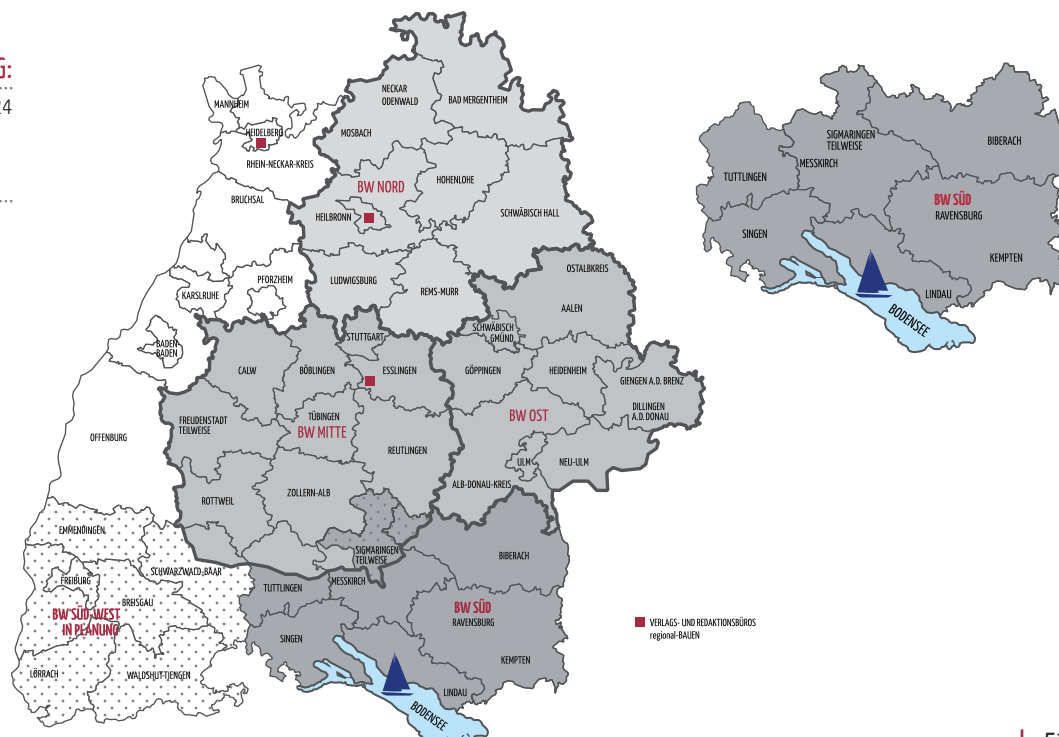 G:
24
NECKAR
ODENWALD
BAD MERGENTHEIM
MANNHEIM
MOSBACH
HEIDELBERG
RHEIN-NECKAR-KREIS
BW NORD
HOHENLOHE
BRUCHSAL
HEILBRONN
SCHWÄBISCH HALL
OSTALBKREIS
PFORZHEIM
LUDWIGSBURG
REMS-MURR
KARLSRUHE
AALEN
STUTTGART
SCHWÄBISCH
GMÜND
BADEN
BADEN
CALW
BÖBLINGEN
ESSLINGEN
GÖPPINGEN
HEIDENHEIM
GIENGEN A.D. BRENZ
DILLINGEN
A.D. DONAU
FREUDENSTADT
TEILWEISE
TÜBINGEN
BW MITTE
BW OST
OFFENBURG
REUTLINGEN
ULM
NEU-ULM
ROTTWEIL
ZOLLERN-ALB
ALB-DONAU-KREIS
EMMENDINGEN
SIGMARINGEN
TEILWEISE
BIBERACH
FREIBURG
SCHWARZWALD-BAAR
TUTTLINGEN
MESSKIRCH
BREISGAU
BW SÜD-WEST
IN PLANUNG
BW SÜD
RAVENSBURG
SINGEN
LÖRRACH
WALDSHUT-TIENGEN
KEMPTEN
LINDAU
BODENSEE
SIGMARINGEN
TEILWEISE
BIBERACH
MESSKIRCH
TUTTLINGEN
BW SÜD
RAVENSBURG
SINGEN
KEMPTEN
LINDAU
BODENSEE
VERLAGS- UND REDAKTIONSBÜROS
regional-BAUEN